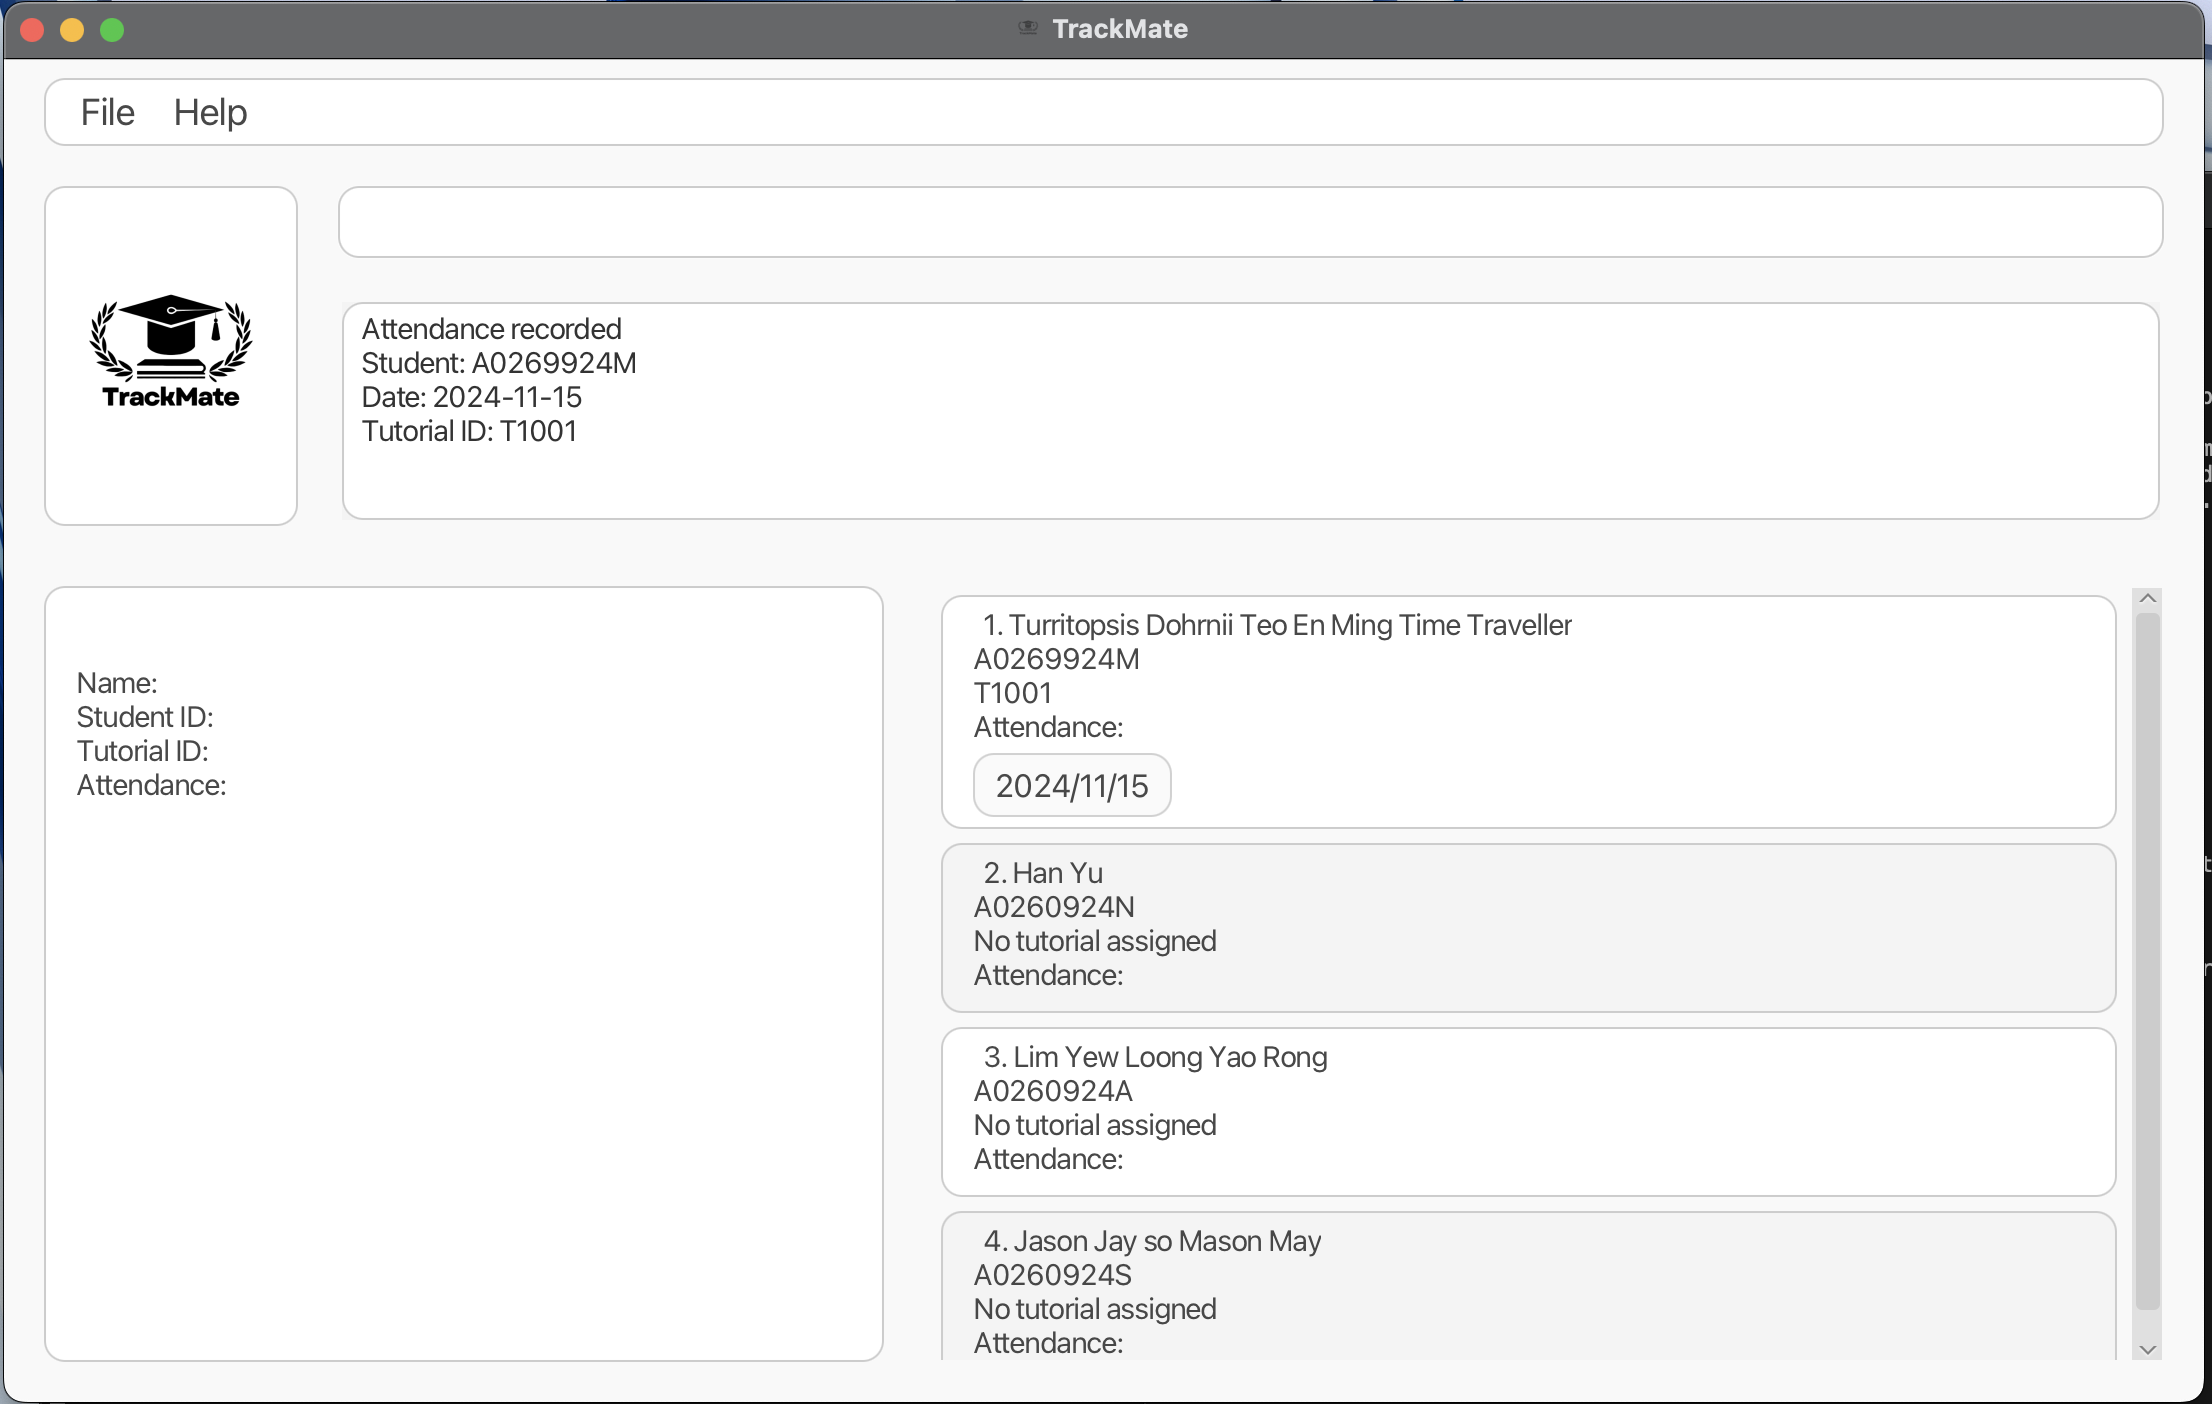 TrackMate
File Help
TrackMate
Attendance recorded
Student: A0269924M
Date: 2024-11-15
Tutorial ID: T1001
Name:
Student ID:
Tutorial ID:
Attendance:
1. Turritopsis Dohrnii Teo En Ming Time Traveller
A0269924M
T1001
Attendance:
2024/11/15
2. Han Yu
A0260924N
No tutorial assigned
Attendance:
3. Lim Yew Loong Yao Rong
A0260924A
No tutorial assigned
Attendance:
4. Jason Jay so Mason May
A0260924S
No tutorial assigned
Attendance: